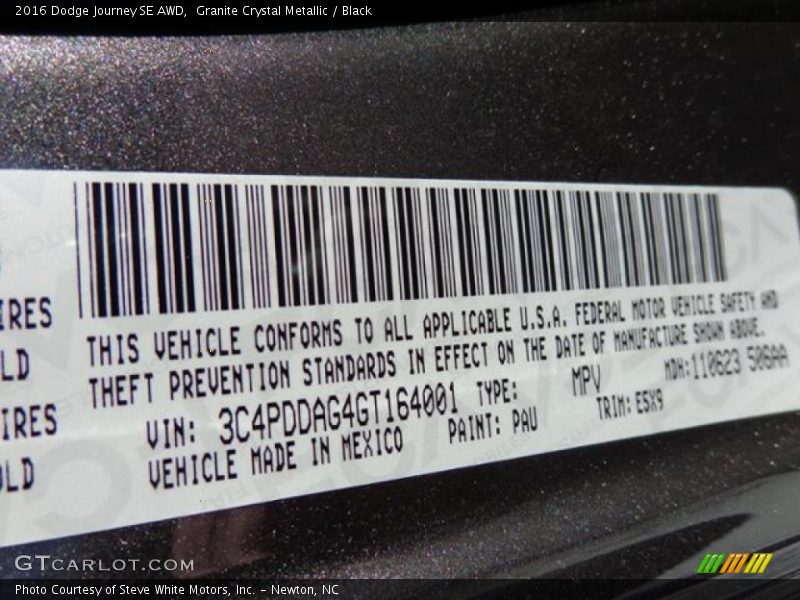 2016 Dodge Journey SE AWD, Granite Crystal Metallic / Black
IRES
LD
IRES
OLD
THIS VEHICLE CONFORMS TO ALL APPLICABLE U.S.A. FEDERAL MOTOR VEHICLE SAFETY AND
THEFT PREVENTION STANDARDS IN EFFECT ON THE DATE OF MANUFACTURE SHOWN ABOVE.
VIN: 3C4PDDAG4GT164001 TYPE: MPV MDH:110623 506AA
VEHICLE MADE IN MEXICO PAINT: PAU TRIM: E5X9
GTCARLOT.COM
Photo Courtesy of Steve White Motors, Inc. - Newton, NC